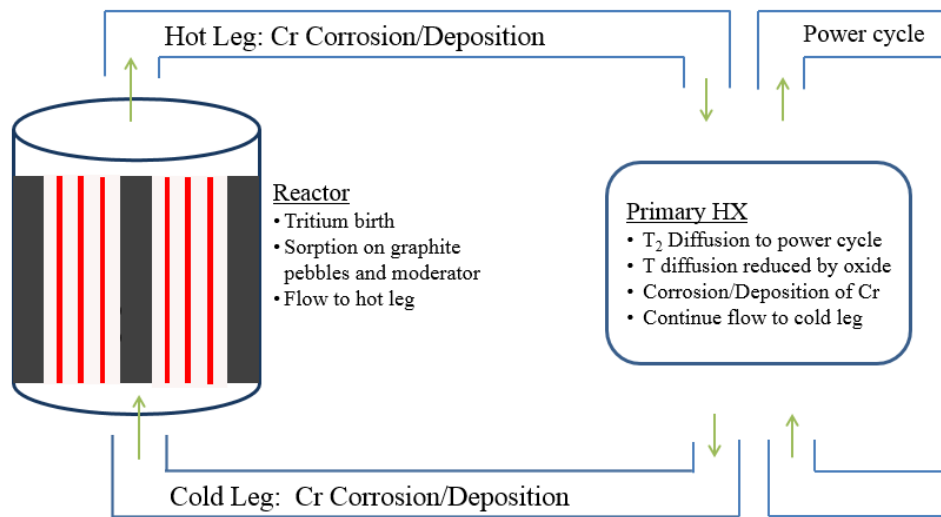 Hot Leg: Cr Corrosion/Deposition
Power cycle
Reactor
• Tritium birth
• Sorption on graphite
pebbles and moderator
• Flow to hot leg
Primary HX
• T₂ Diffusion to power cycle
• T diffusion reduced by oxide
• Corrosion/Deposition of Cr
• Continue flow to cold leg
Cold Leg: Cr Corrosion/Deposition